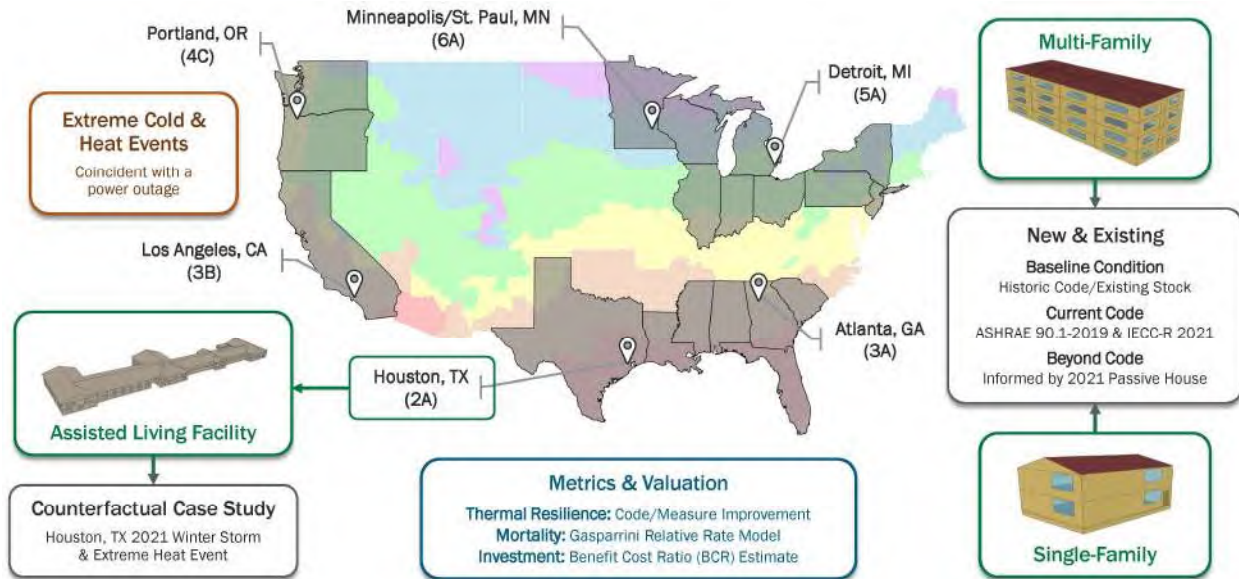 Minneapolis/St. Paul, MN
(6A)
Portland, OR
(4C)
Multi-Family
Detroit, MI
(5A)
Extreme Cold &
Heat Events
Coincident with a
power outage
New & Existing
Baseline Condition
Historic Code/Existing Stock
Current Code
ASHRAE 90.1-2019 & IECC-R 2021
Beyond Code
Informed by 2021 Passive House
Los Angeles, CA
(3B)
Atlanta, GA
(3A)
Houston, TX
(2A)
Assisted Living Facility
Metrics & Valuation
Thermal Resilience: Code/Measure Improvement
Mortality: Gasparrini Relative Rate Model
Investment: Benefit Cost Ratio (BCR) Estimate
Counterfactual Case Study
Houston, TX 2021 Winter Storm
& Extreme Heat Event
Single-Family